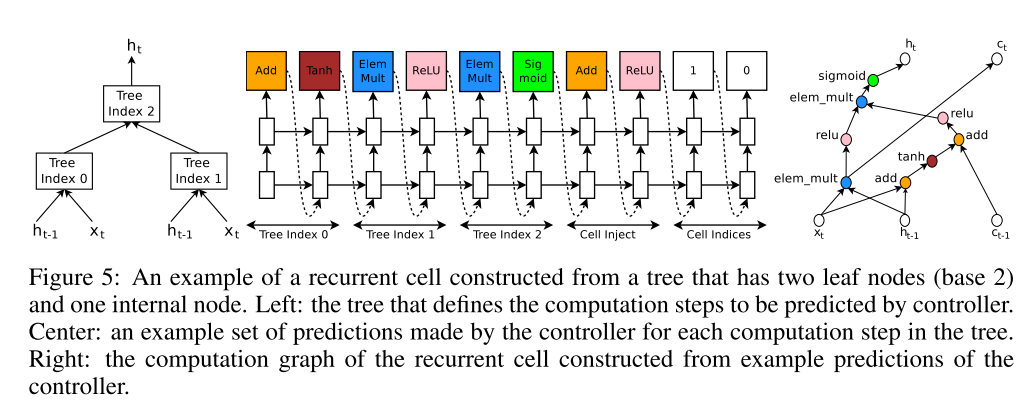 h_t
Tree
Index 2
Tree
Index 0
Tree
Index 1
h_{t-1}
x_t
h_{t-1}
x_t
Add
Tanh
Elem
Mult
ReLU
Elem
Mult
Sig
moid
Add
ReLU
1
0
Tree Index 0
Tree Index 1
Tree Index 2
Cell Inject
Cell Indices
h_t
c_t
sigmoid
elem_mult
relu
relu
add
tanh
elem_mult
add
x_t
h_{t-1}
c_{t-1}
Figure 5: An example of a recurrent cell constructed from a tree that has two leaf nodes (base 2)
and one internal node. Left: the tree that defines the computation steps to be predicted by controller.
Center: an example set of predictions made by the controller for each computation step in the tree.
Right: the computation graph of the recurrent cell constructed from example predictions of the
controller.